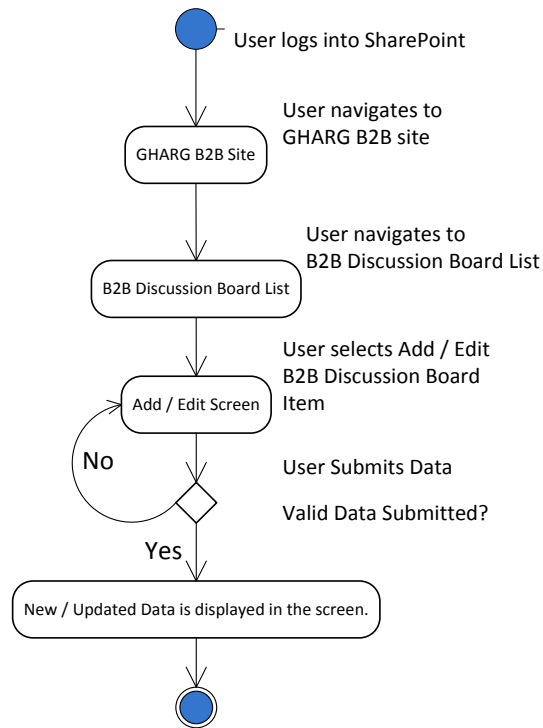 User logs into SharePoint
User navigates to
GHARG B2B site
GHARG B2B Site
User navigates to
B2B Discussion Board List
B2B Discussion Board List
User selects Add / Edit
B2B Discussion Board
Item
Add / Edit Screen
No
User Submits Data
Valid Data Submitted?
Yes
New / Updated Data is displayed in the screen.